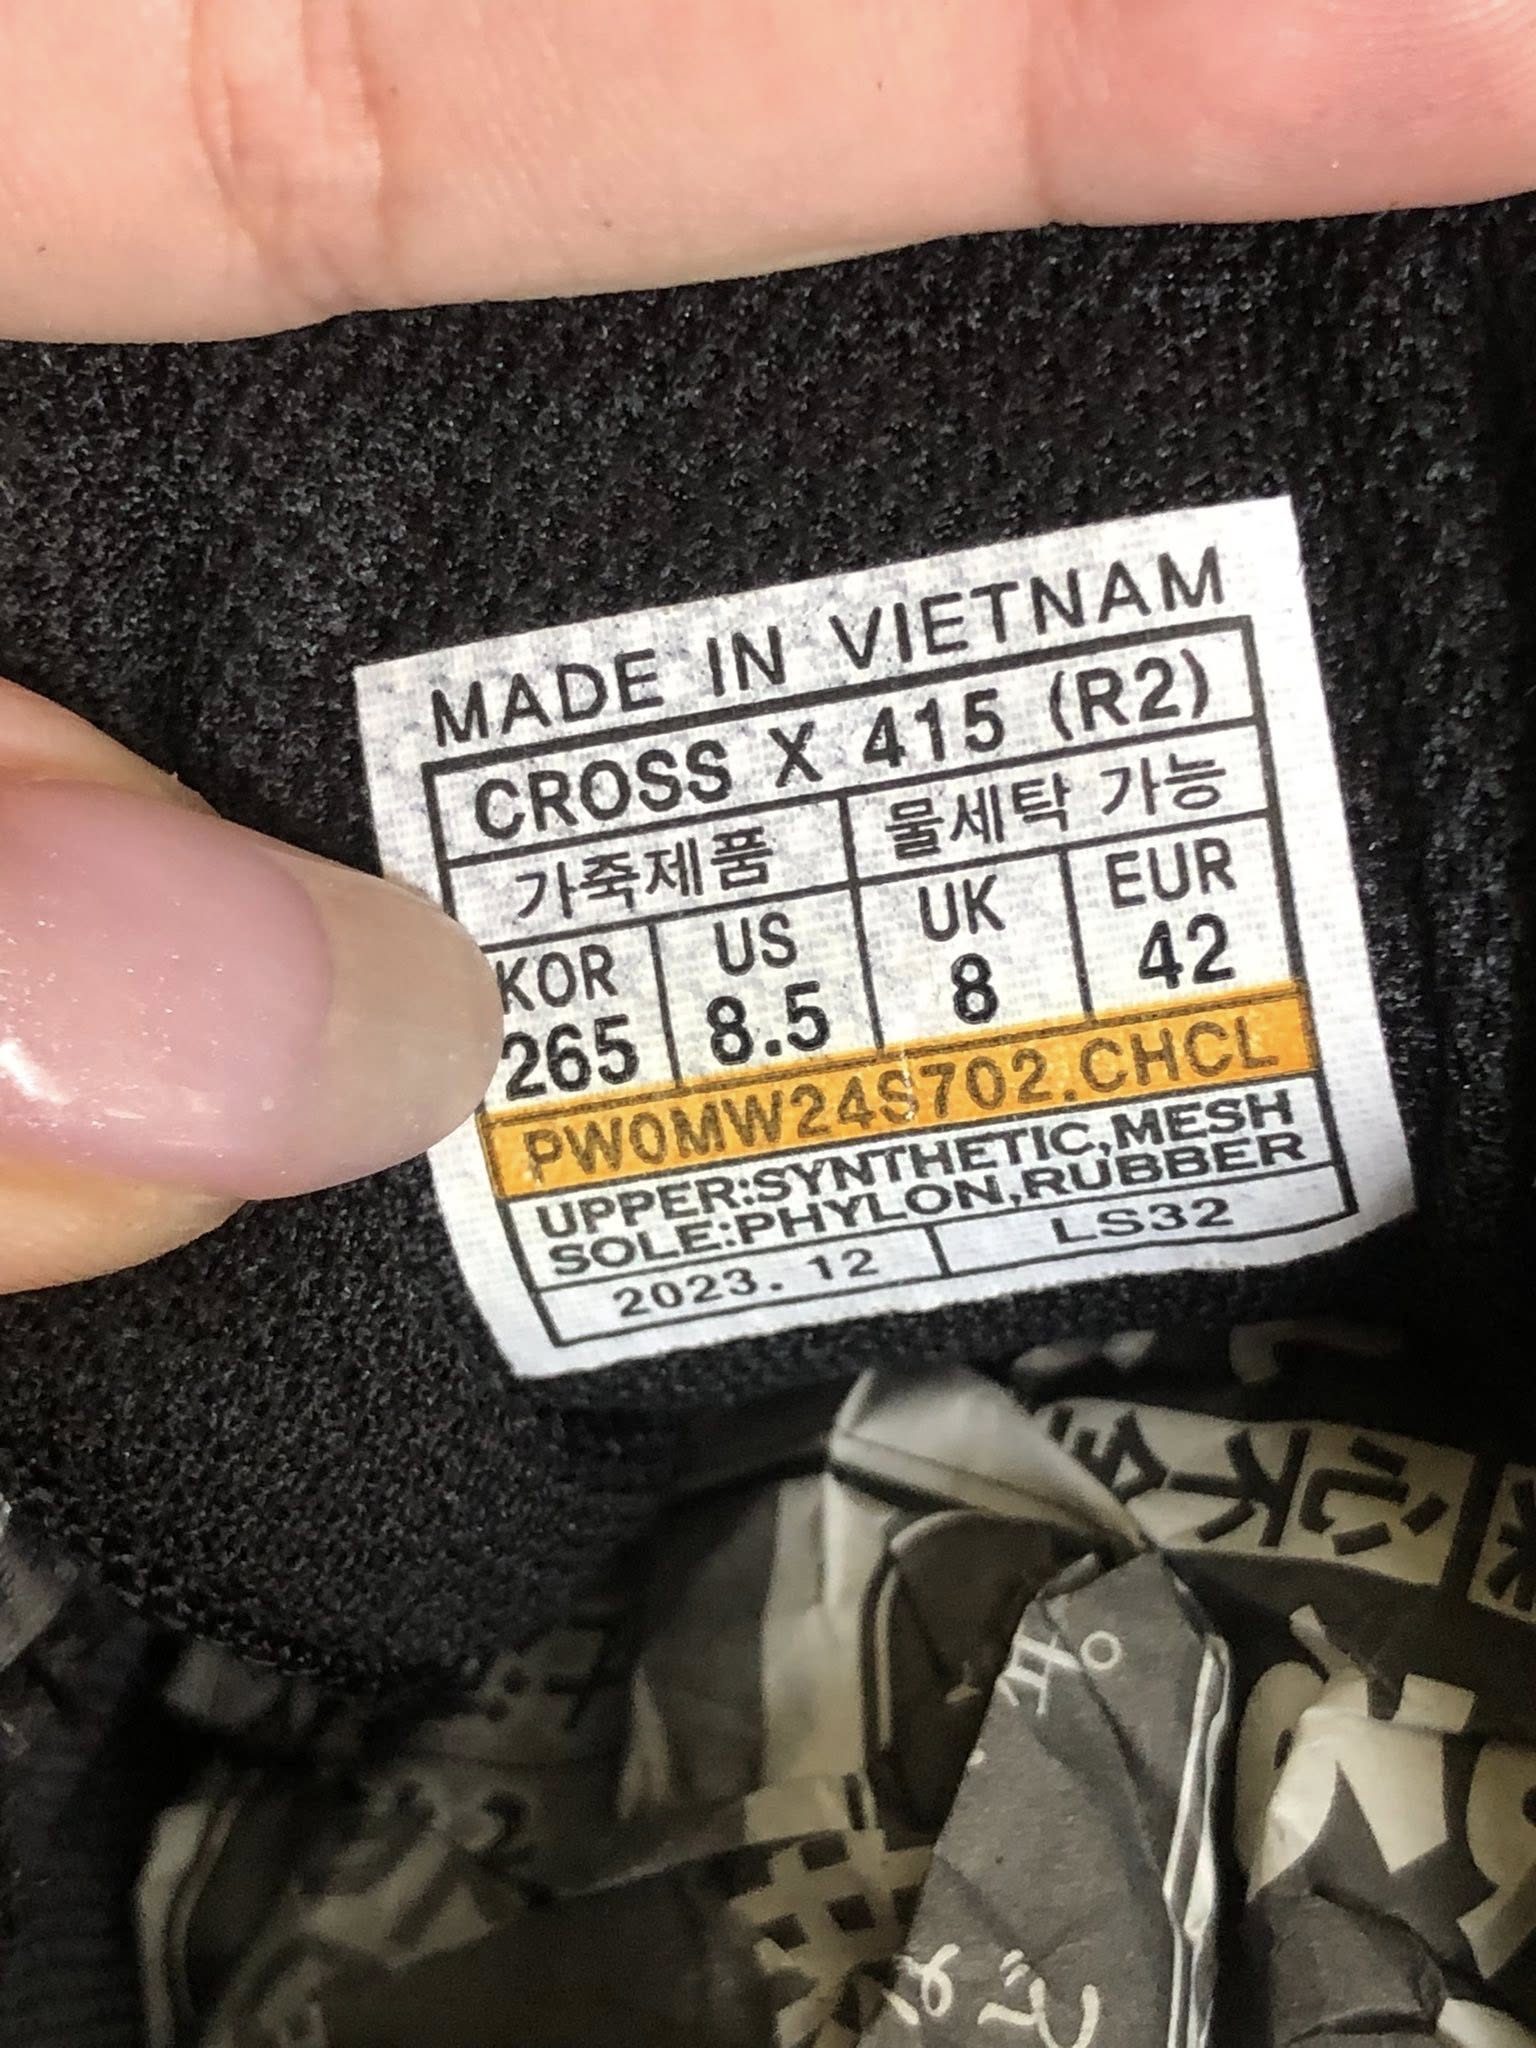 MADE IN VIETNAM
CROSS X 415 (R2)
가죽제품 물세탁 가능
KOR US UK EUR
265 8.5 8 42
PW0MW24S702.CHCL
UPPER:SYNTHETIC,MESH
SOLE:PHYLON,RUBBER
2023. 12 LS32